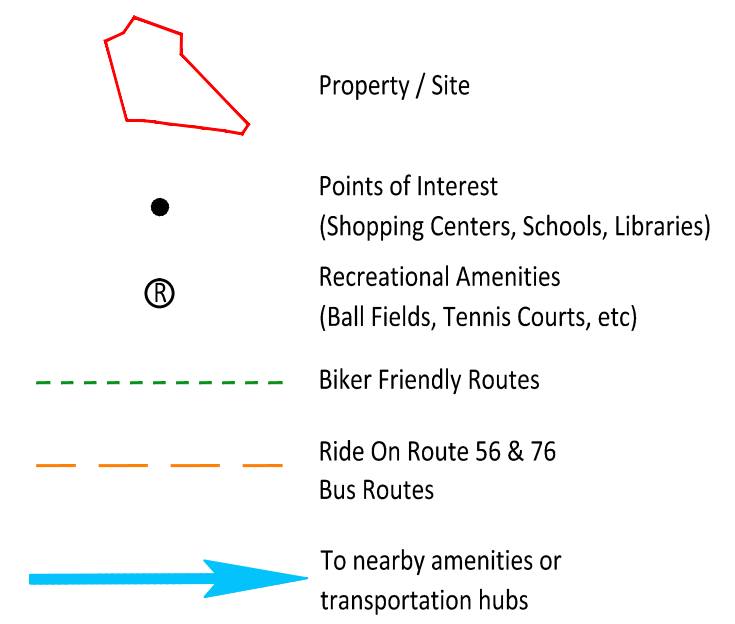 Property / Site
Points of Interest
(Shopping Centers, Schools, Libraries)
R
Recreational Amenities
(Ball Fields, Tennis Courts, etc)
Biker Friendly Routes
Ride On Route 56 & 76
Bus Routes
To nearby amenities or
transportation hubs